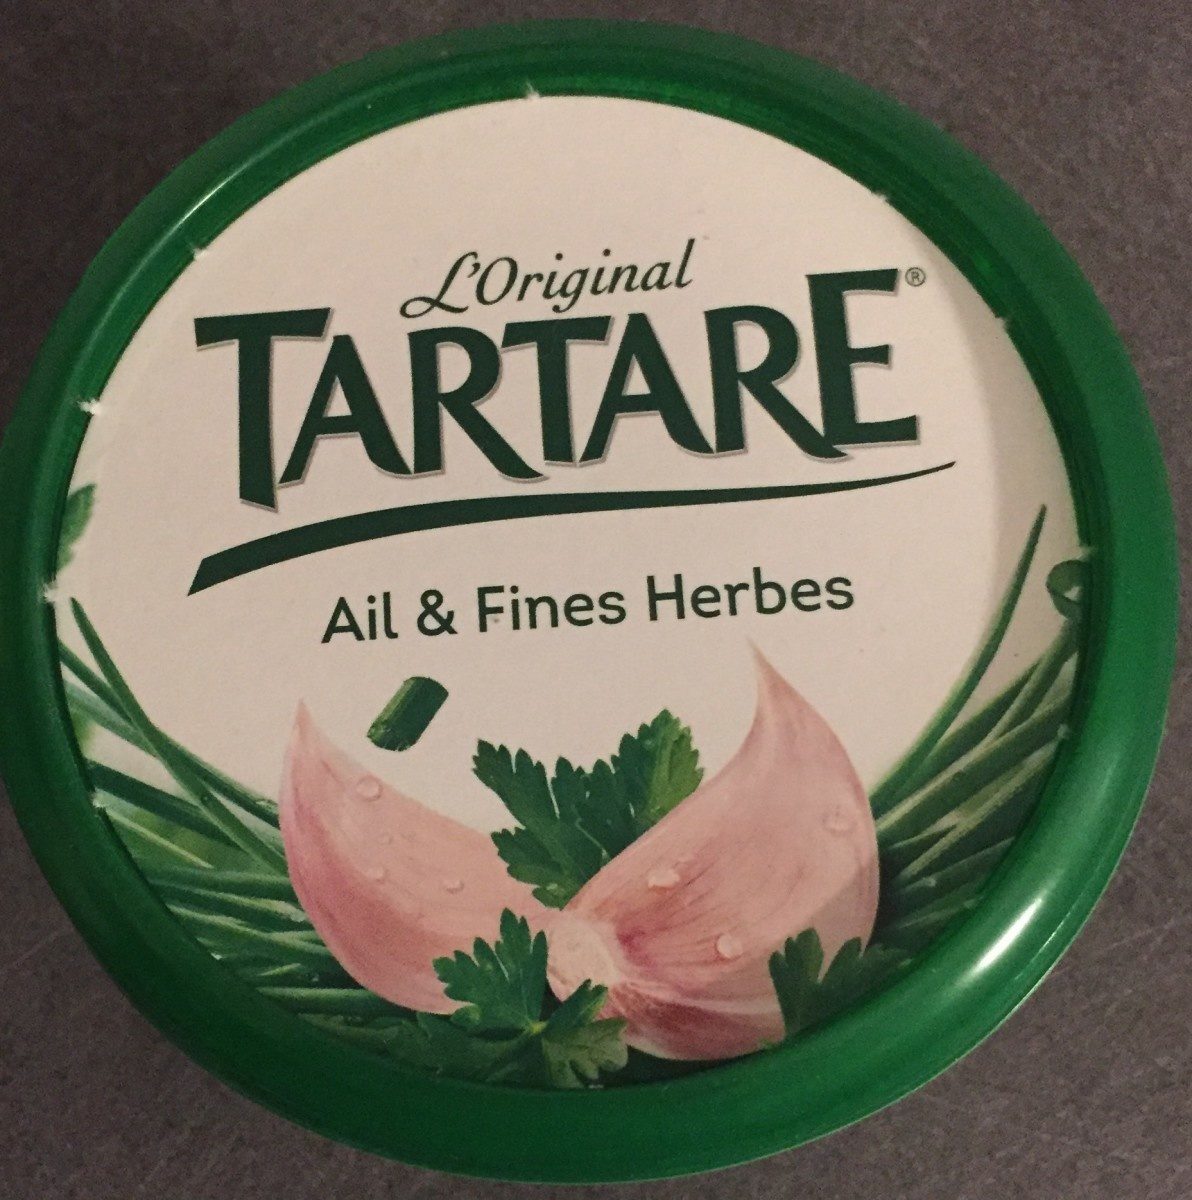 L'Original
TARTARE®
Ail & Fines Herbes